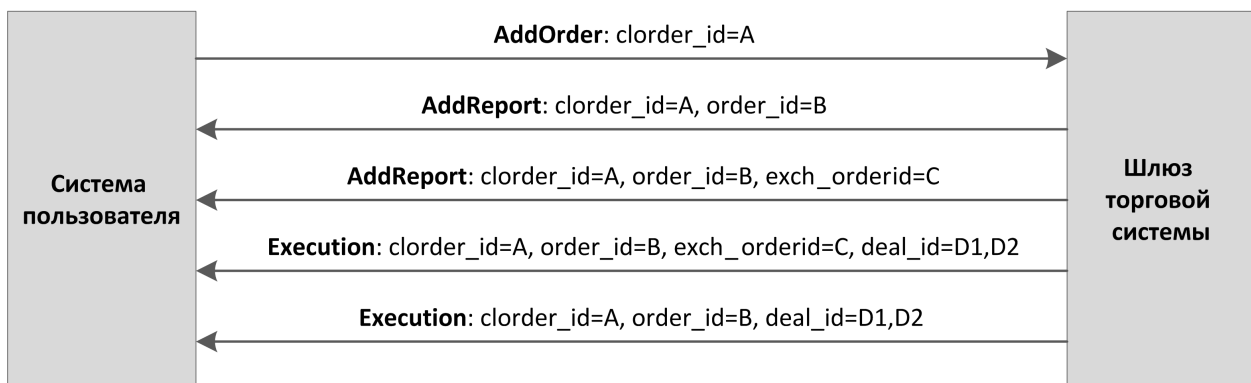 AddOrder: clorder_id=A
AddReport: clorder_id=A, order_id=B
AddReport: clorder_id=A, order_id=B, exch_orderid=C
Execution: clorder_id=A, order_id=B, exch_orderid=C, deal_id=D1,D2
Execution: clorder_id=A, order_id=B, deal_id=D1,D2
Система
пользователя
Шлюз
торговой
системы